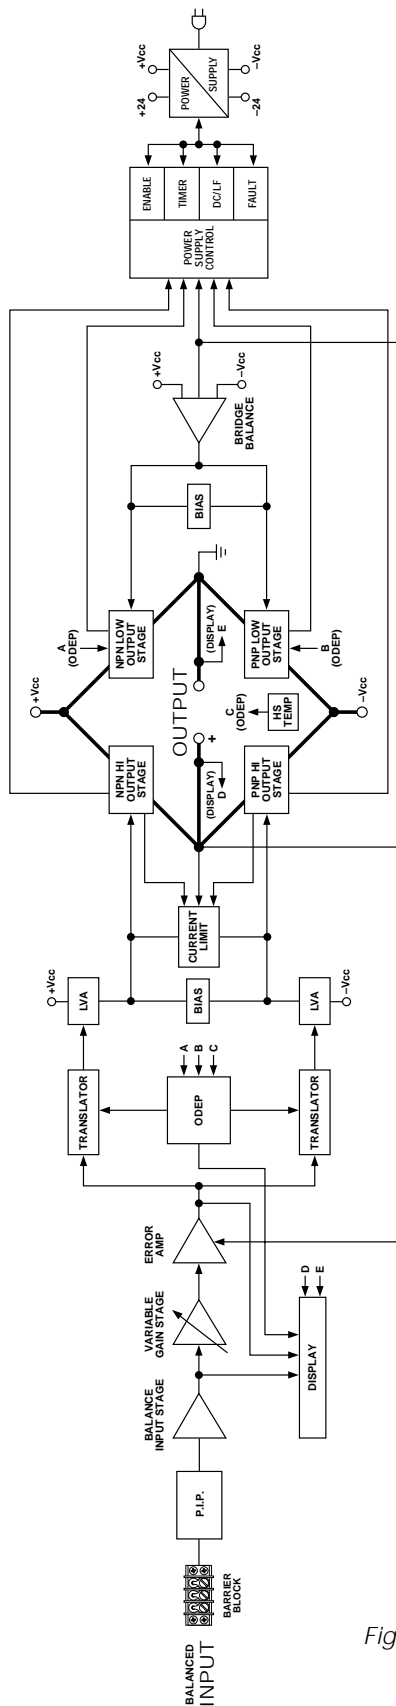 +Vcc
+24
–Vcc
–24
POWER
SUPPLY
ENABLE
TIMER
DC/LF
FAULT
POWER
SUPPLY
CONTROL
+Vcc
–Vcc
BRIDGE
BALANCE
BIAS
A
(ODEP)
NPN LOW
OUTPUT
STAGE
PNP LOW
OUTPUT
STAGE
B
(ODEP)
+Vcc
OUTPUT
(DISPLAY)
E
+
(DISPLAY)
D
C
(ODEP)
HS
TEMP
–Vcc
NPN HI
OUTPUT
STAGE
PNP HI
OUTPUT
STAGE
CURRENT
LIMIT
+Vcc
LVA
BIAS
LVA
–Vcc
TRANSLATOR
A
B
C
ODEP
TRANSLATOR
ERROR
AMP
VARIABLE
GAIN STAGE
BALANCE
INPUT STAGE
D
E
DISPLAY
P.I.P.
BARRIER
BLOCK
BALANCED
INPUT
Fig